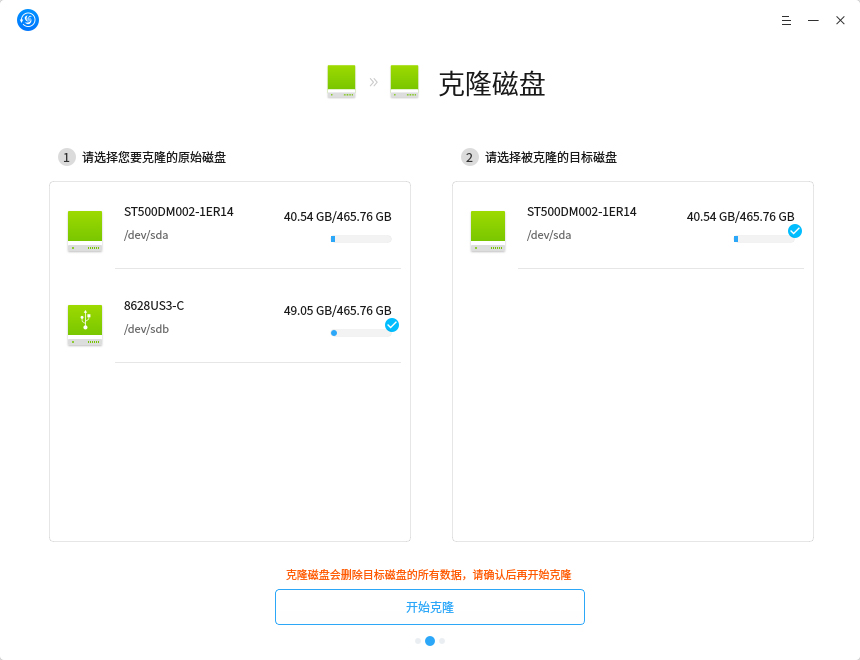 克隆磁盘
1 请选择您要克隆的原始磁盘
ST500DM002-1ER14
40.54 GB/465.76 GB
/dev/sda
8628US3-C
49.05 GB/465.76 GB
/dev/sdb
2 请选择被克隆的目标磁盘
ST500DM002-1ER14
40.54 GB/465.76 GB
/dev/sda
克隆磁盘会删除目标磁盘的所有数据，请确认后再开始克隆
开始克隆